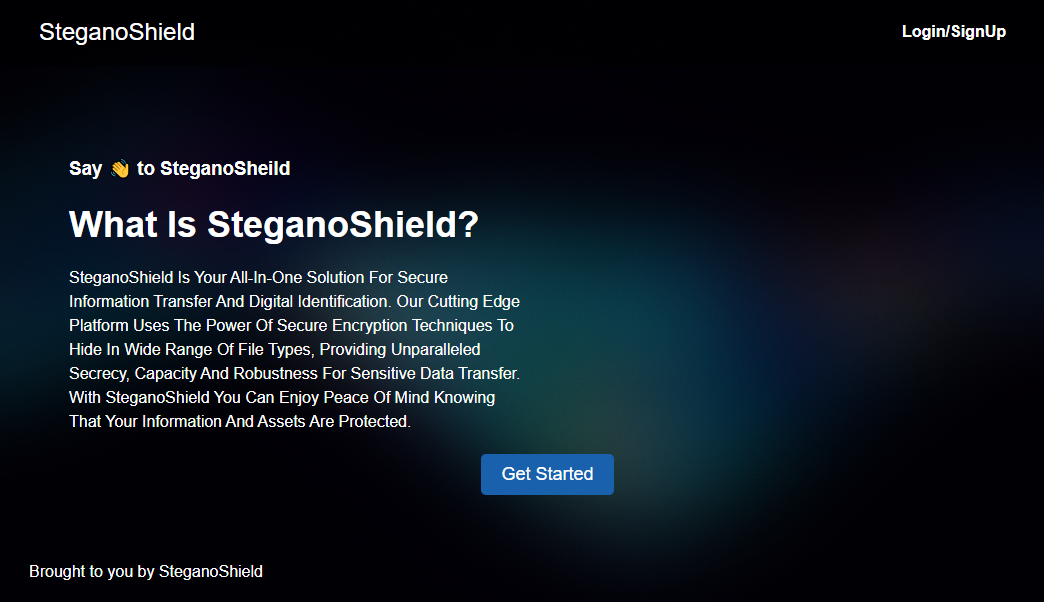 SteganoShield
Login/SignUp
Say 👋 to SteganoSheild
What Is SteganoShield?
SteganoShield Is Your All-In-One Solution For Secure
Information Transfer And Digital Identification. Our Cutting Edge
Platform Uses The Power Of Secure Encryption Techniques To
Hide In Wide Range Of File Types, Providing Unparalleled
Secrecy, Capacity And Robustness For Sensitive Data Transfer.
With SteganoShield You Can Enjoy Peace Of Mind Knowing
That Your Information And Assets Are Protected.
Get Started
Brought to you by SteganoShield